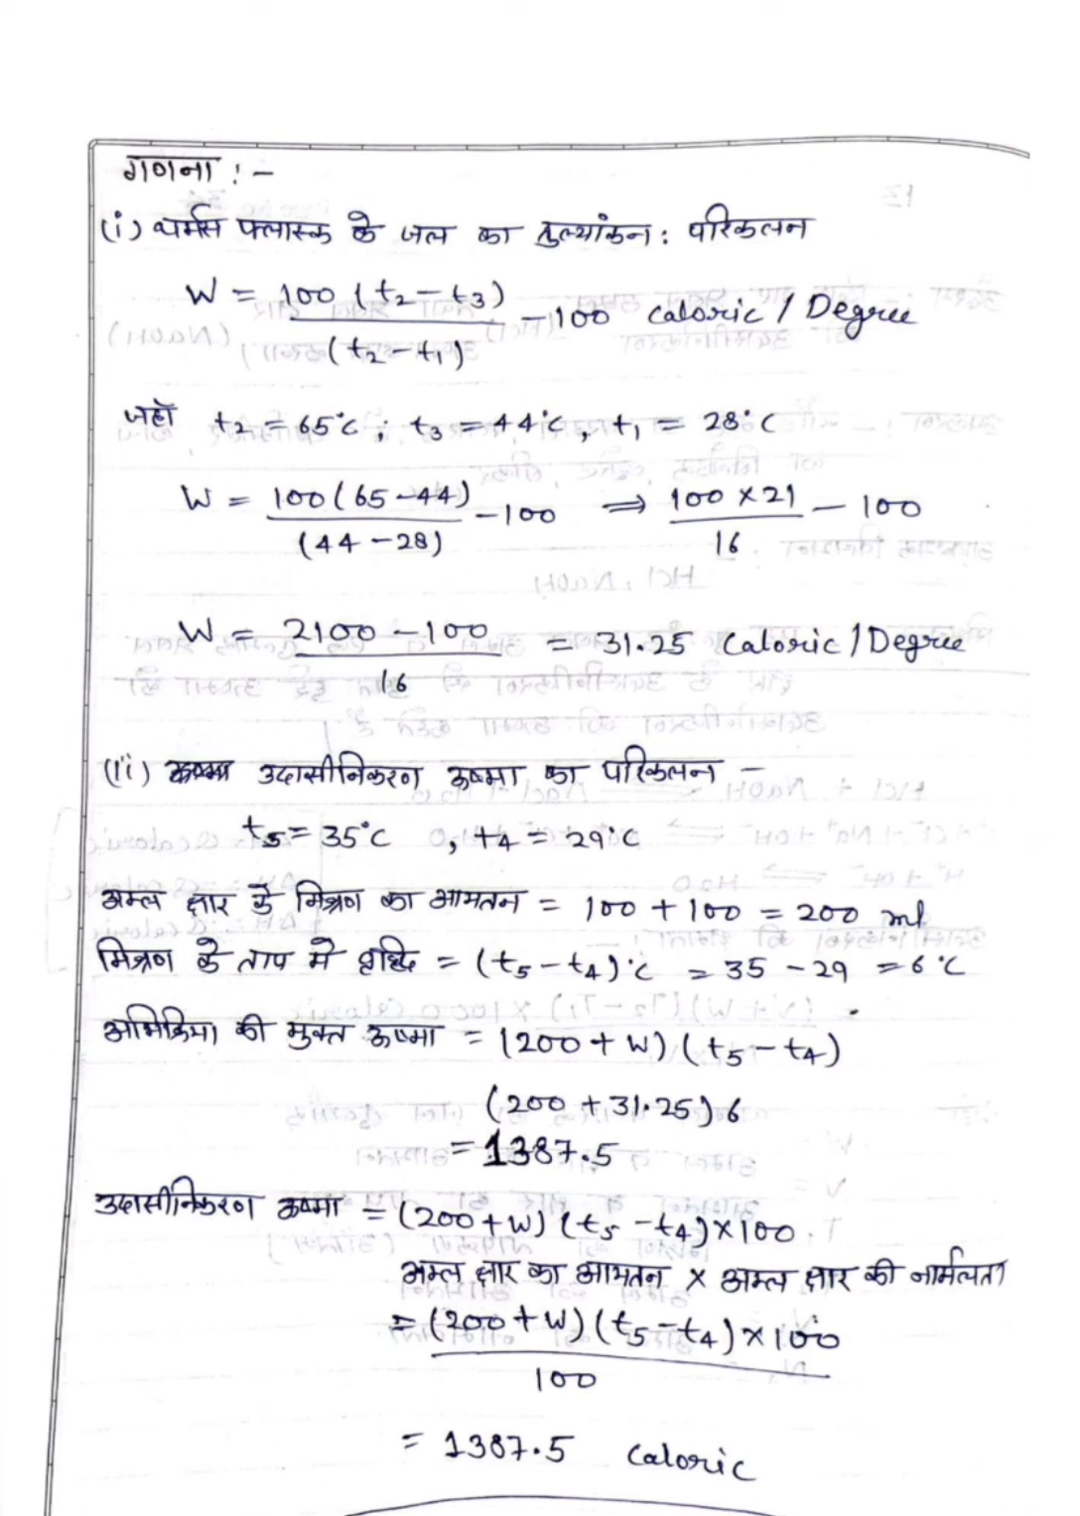 गणना :-
(i) थर्मस फ्लास्क के जल का तुल्यांकन : परिकलन
W = 100 (t₂ - t₃) / (t₂ - t₁) - 100 caloric / Degree
जहाँ t₂ = 65°C ; t₃ = 44°C , t₁ = 28°C
W = 100(65-44) / (44-28) - 100 ⇒ 100 × 21 / 16 - 100
W = 2100 - 100 / 16 = 31.25 Caloric / Degree
(ii) उदासीनिकरण ऊष्मा का परिकलन -
t₅ = 35°C , t₄ = 29°C
अम्ल क्षार के मिश्रण का आयतन = 100 + 100 = 200 ml
मिश्रण के ताप मे वृद्धि = (t₅ - t₄)°C = 35 - 29 = 6°C
अभिक्रिया की मुक्त ऊष्मा = (200 + W) (t₅ - t₄)
(200 + 31.25) 6
= 1387.5
उदासीनिकरण ऊष्मा = (200 + W) (t₅ - t₄) × 100
अम्ल क्षार का आयतन × अम्ल क्षार की नार्मलता
= (200 + W) (t₅ - t₄) × 100
100
= 1387.5 Caloric